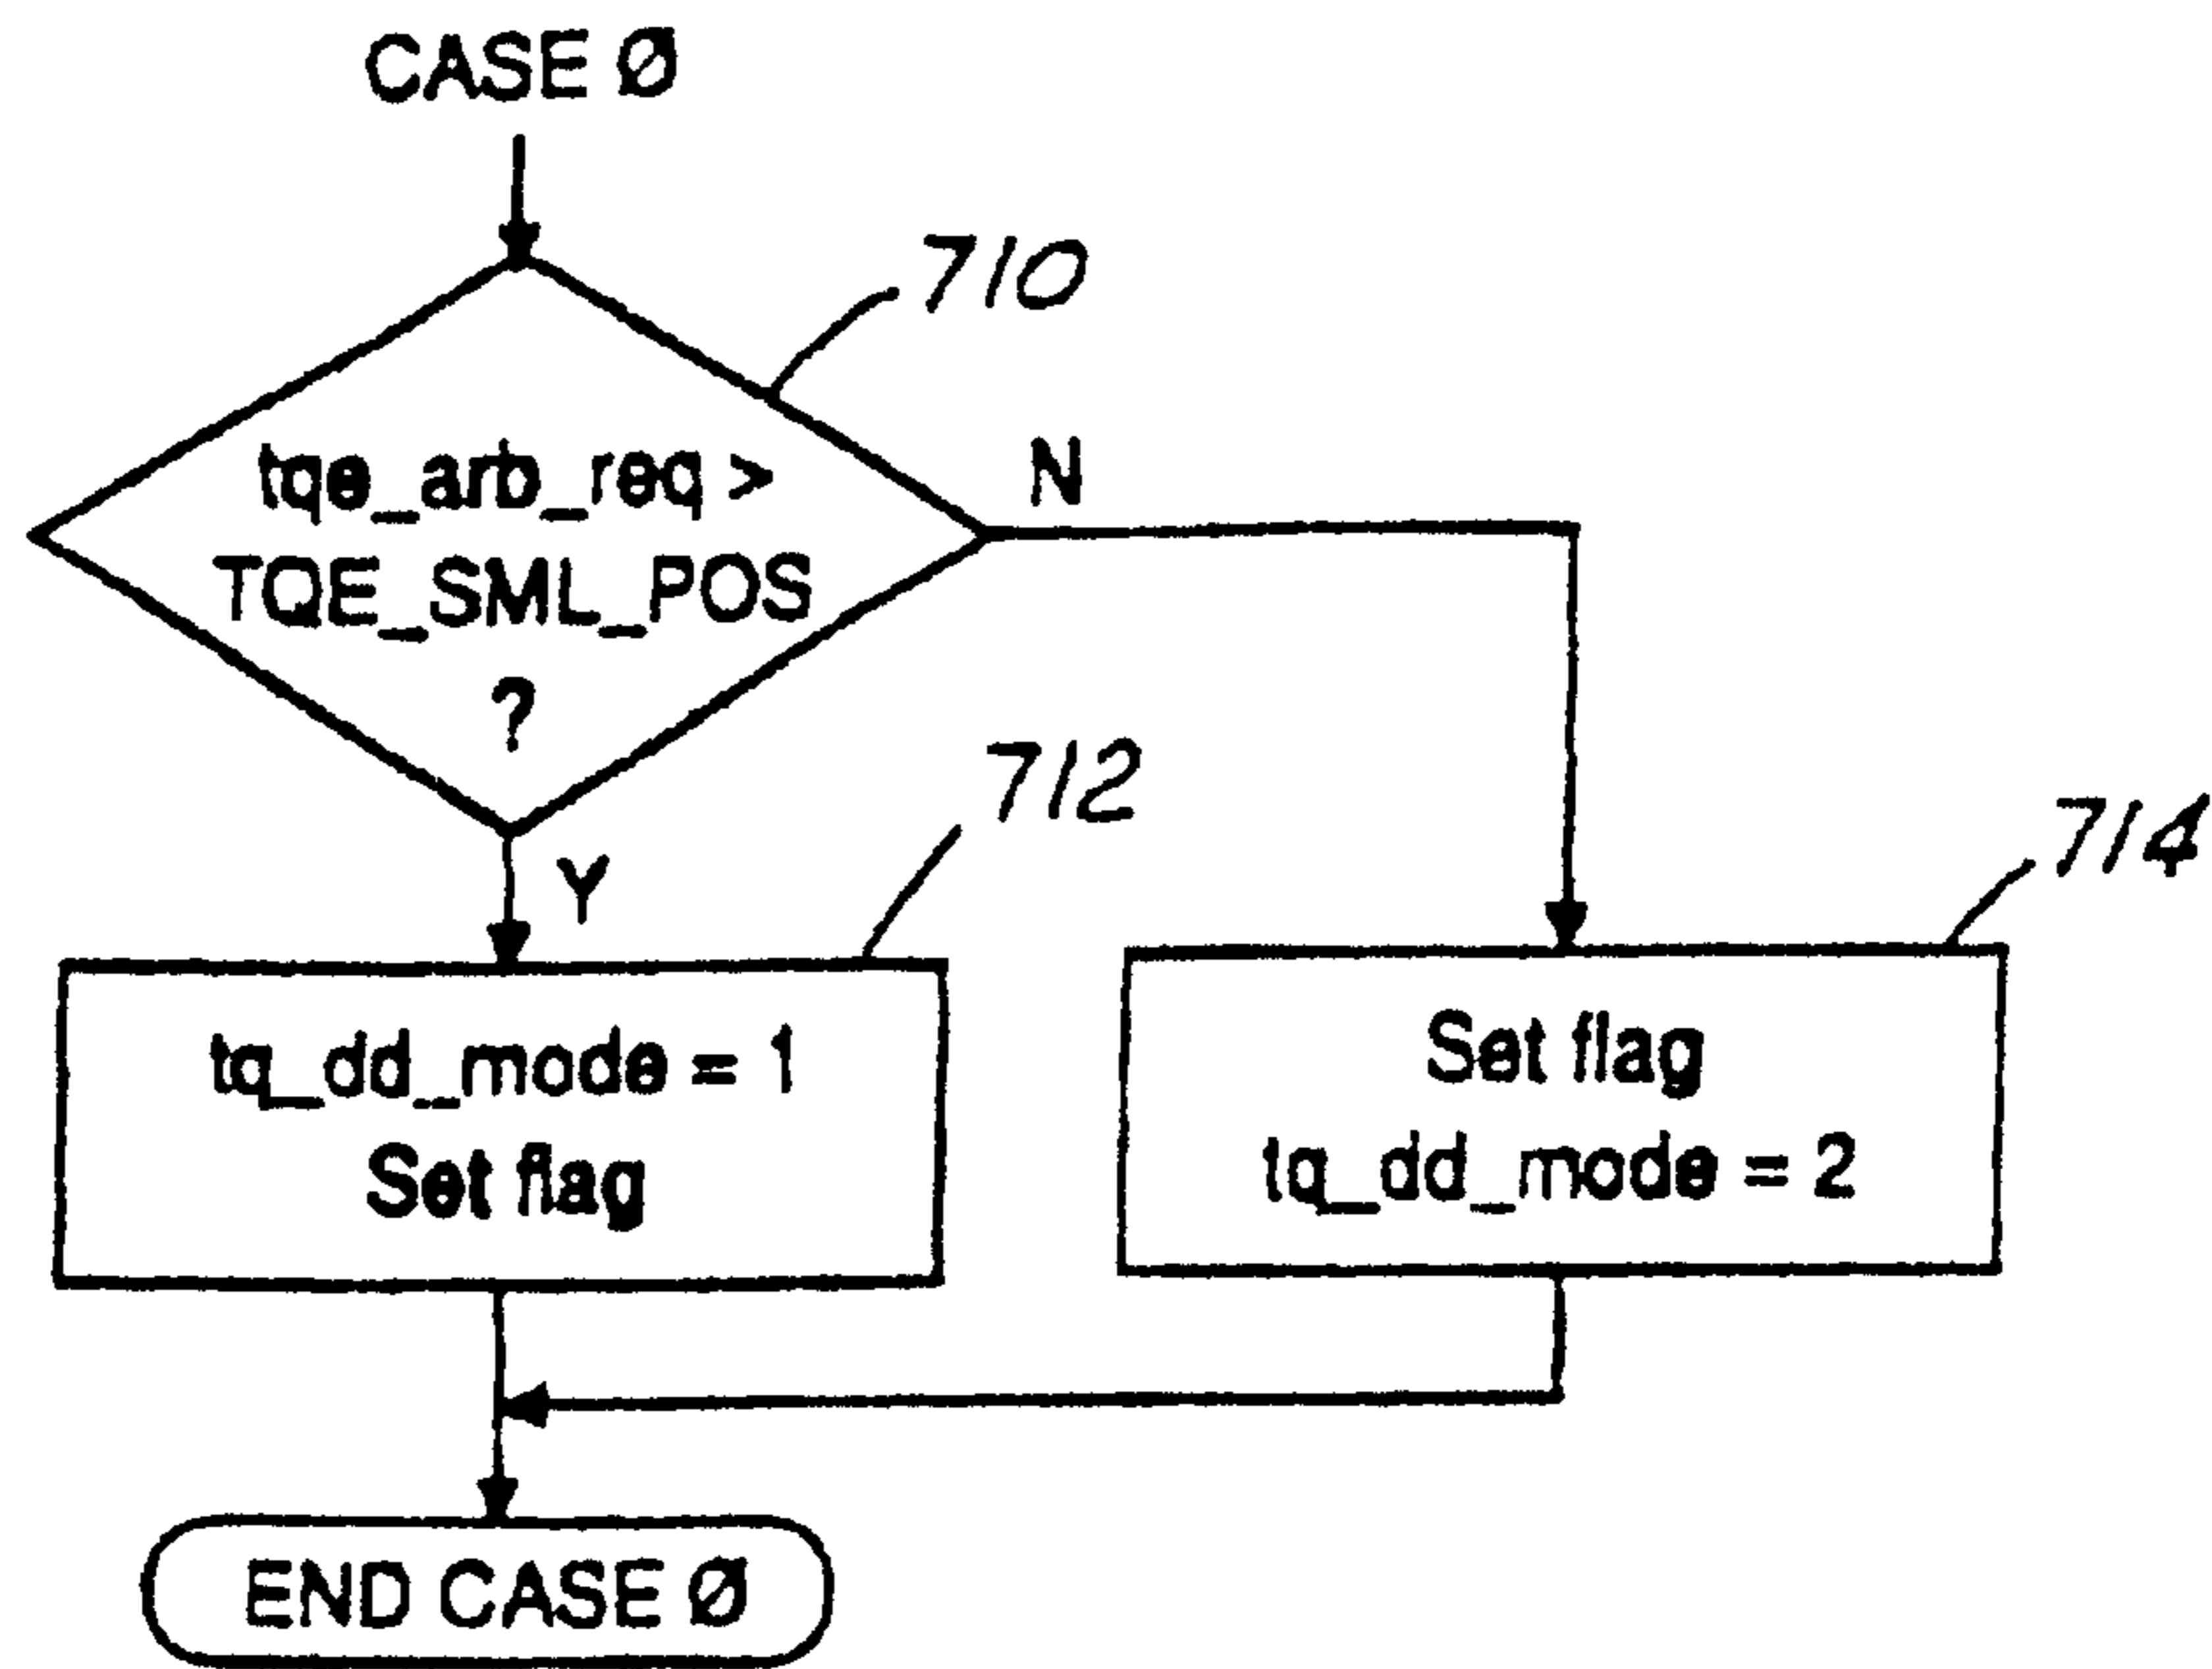 CASE Ø
710
tqe_arb_req >
TQE_SML_POS
?
N
Y
712
714
tq_dd_mode = 1
Set flag
Set flag
tq_dd_mode = 2
END CASE Ø